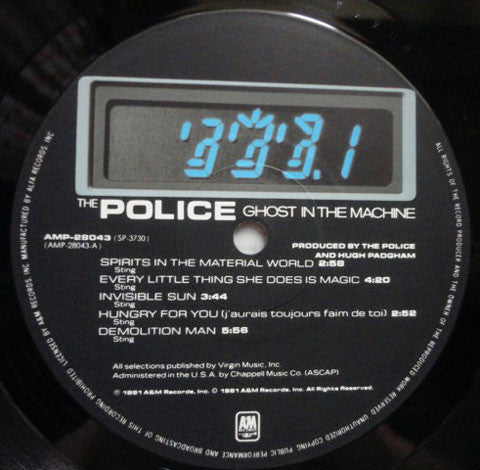 .1
THE POLICE GHOST IN THE MACHINE
AMP-28043 (SP-3730)
(AMP-28043-A)
PRODUCED BY THE POLICE
AND HUGH PADGHAM
SPIRITS IN THE MATERIAL WORLD 2:58
Sting
EVERY LITTLE THING SHE DOES IS MAGIC 4:20
Sting
INVISIBLE SUN 3:44
Sting
HUNGRY FOR YOU (j'aurais toujours faim de toi) 2:52
Sting
DEMOLITION MAN 5:56
Sting
All selections published by Virgin Music, Inc.
Administered in the U.S.A. by Chappell Music Co. (ASCAP)
℗ 1981 A&M Records, Inc. © 1981 A&M Records, Inc. All Rights Reserved.
A&M
ALL RIGHTS OF THE RECORD PRODUCER AND THE OWNER OF THE REPRODUCED WORK RESERVED UNAUTHORIZED COPYING PUBLIC PERFORMANCE AND BROADCASTING OF THIS RECORDING PROHIBITED LICENSED BY A&M RECORDS, INC MANUFACTURED BY ALFA RECORDS, INC